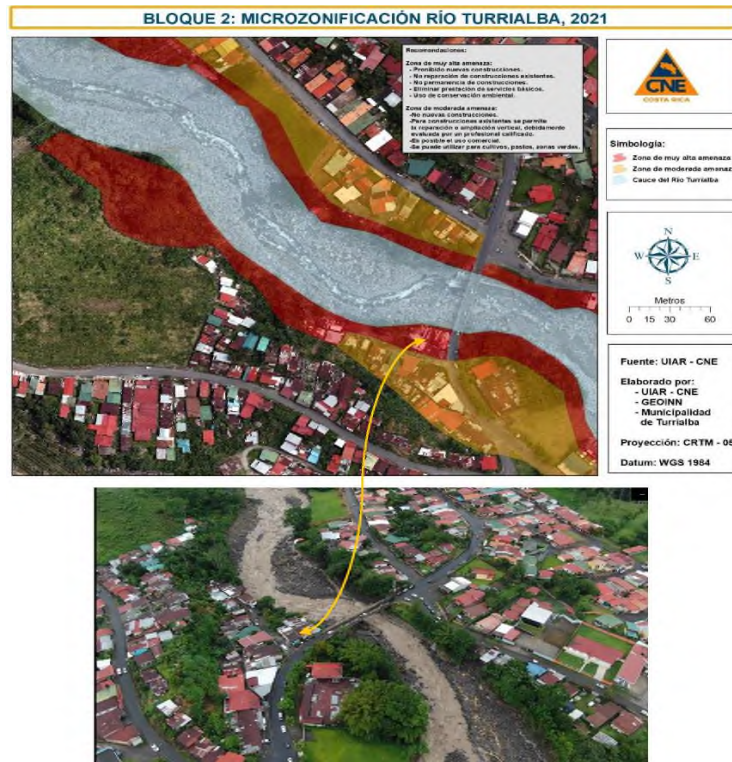 BLOQUE 2: MICROZONIFICACIÓN RÍO TURRIALBA, 2021
Recomendaciones:
Zona de muy alta amenaza:
- Prohibido nuevas construcciones.
- No reparación de construcciones existentes.
- No permanencia de construcciones.
- Eliminar prestación de servicios básicos.
- Uso de conservación ambiental.
Zona de moderada amenaza:
-No nuevas construcciones.
-Para construcciones existentes se permite
la reparación o ampliación vertical, debidamente
evaluada por un profesional calificado.
-Es posible el uso comercial.
-Se puede utilizar para cultivos, pastos, zonas verdes.
CNE
COSTA RICA
Simbología:
Zona de muy alta amenaza
Zona de moderada amenaza
Cauce del Río Turrialba
N
W E
S
Metros
0 15 30 60
Fuente: UIAR - CNE
Elaborado por:
- UIAR - CNE
- GEOINN
- Municipalidad
de Turrialba
Proyección: CRTM - 05
Datum: WGS 1984